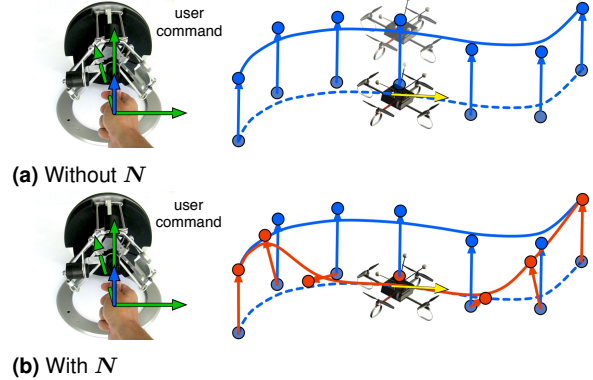 user
command
(a) Without N
user
command
(b) With N